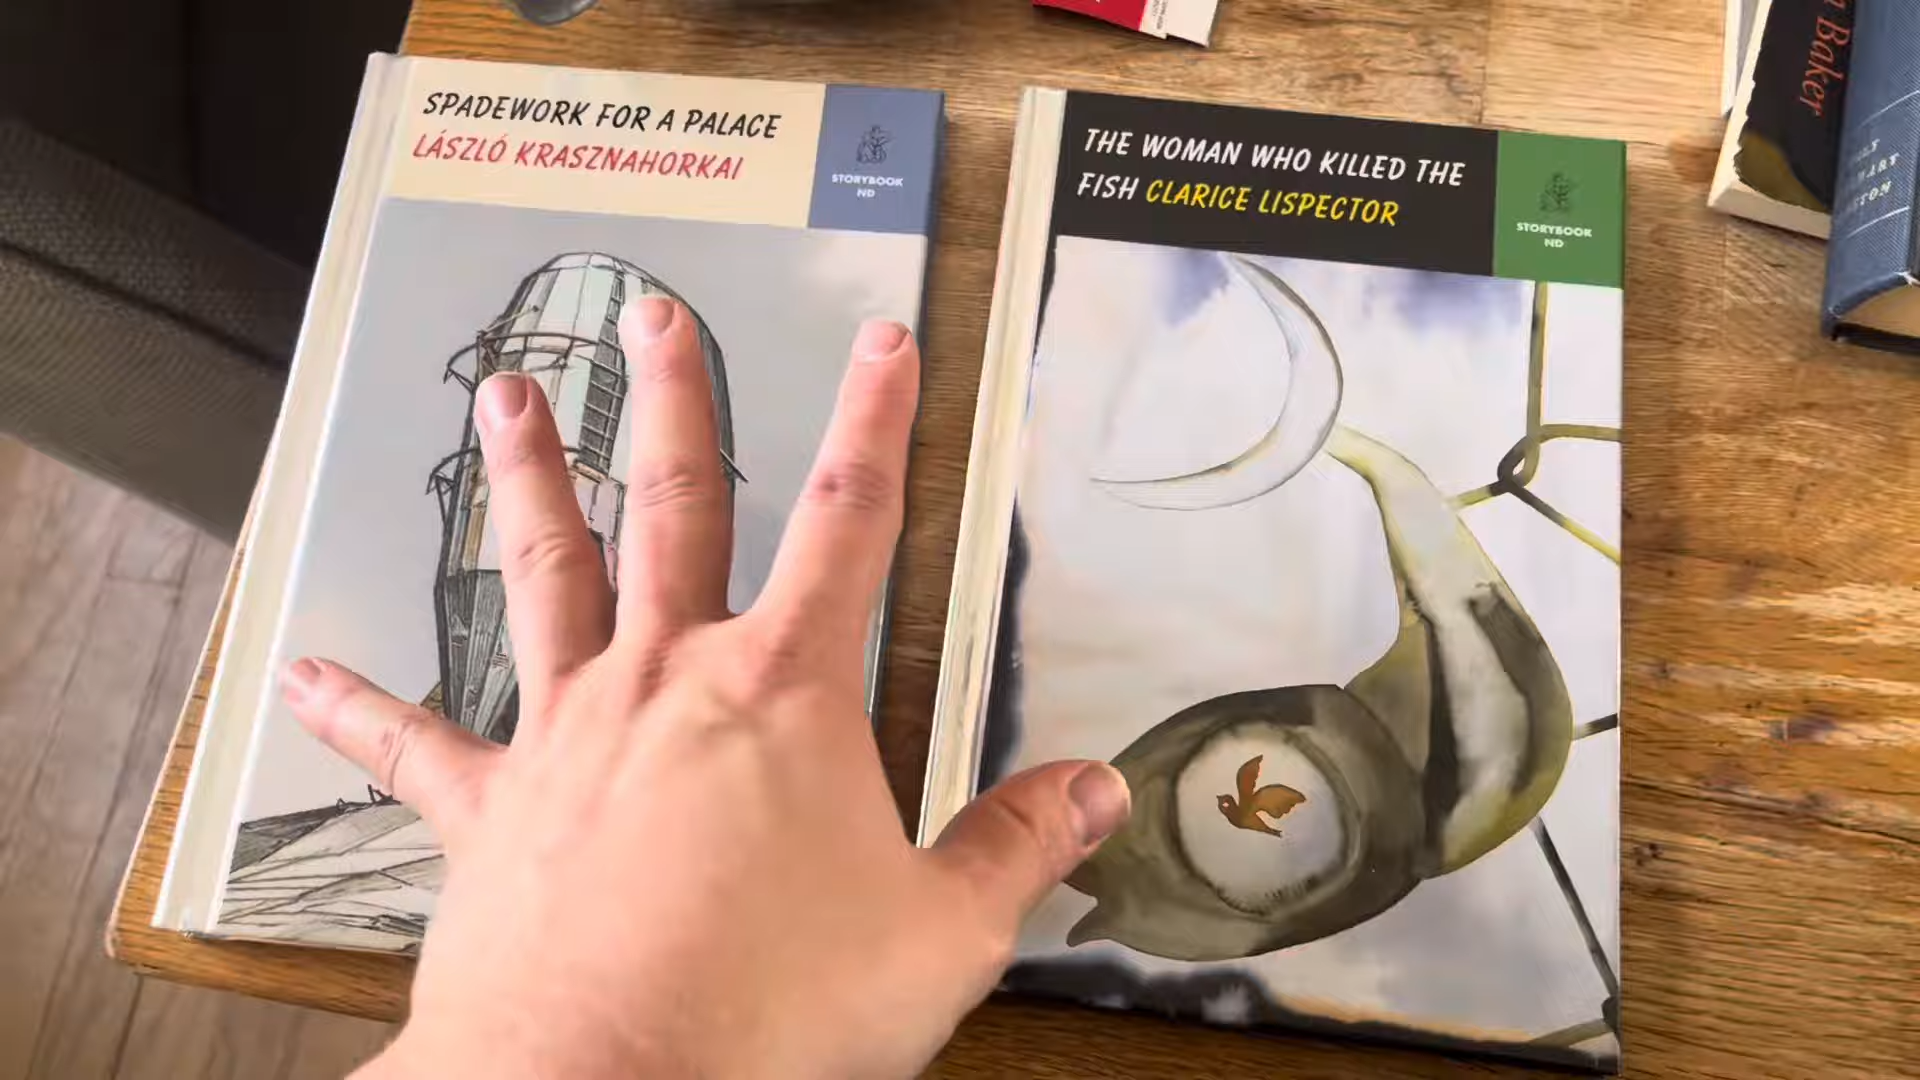 SPADEWORK FOR A PALACE
LÁSZLÓ KRASZNAHORKAI
STORYBOOK
ND
THE WOMAN WHO KILLED THE
FISH CLARICE LISPECTOR
STORYBOOK
ND
Baker